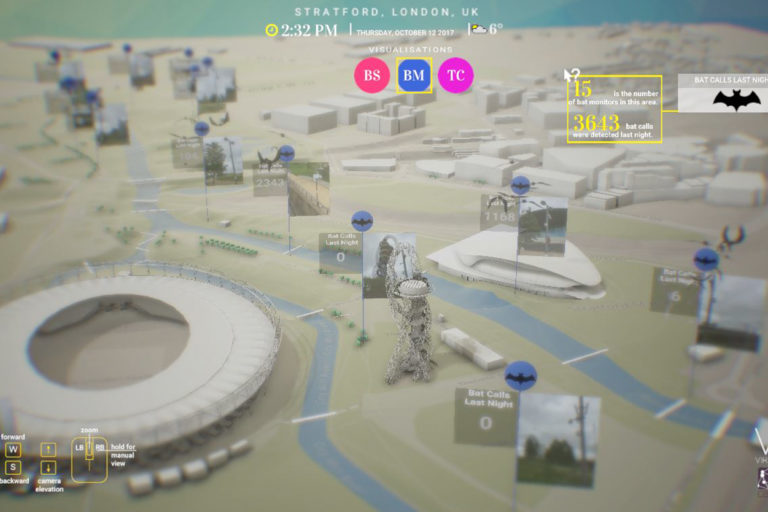 STRATFORD, LONDON, UK
2:32 PM | THURSDAY, OCTOBER 12 2017 | 6°
VISUALISATIONS
BS BM TC
15 is the number
of bat monitors in this area.
3643 bat calls
were detected last night.
BAT CALLS LAST NIGH
2343
1168
Bat Calls
Last Night
0
Bat Calls
Last Night
6
Bat Calls
Last Night
0
zoom
forward
W
S
backward
camera
elevation
LB RB
hold for
manual
view